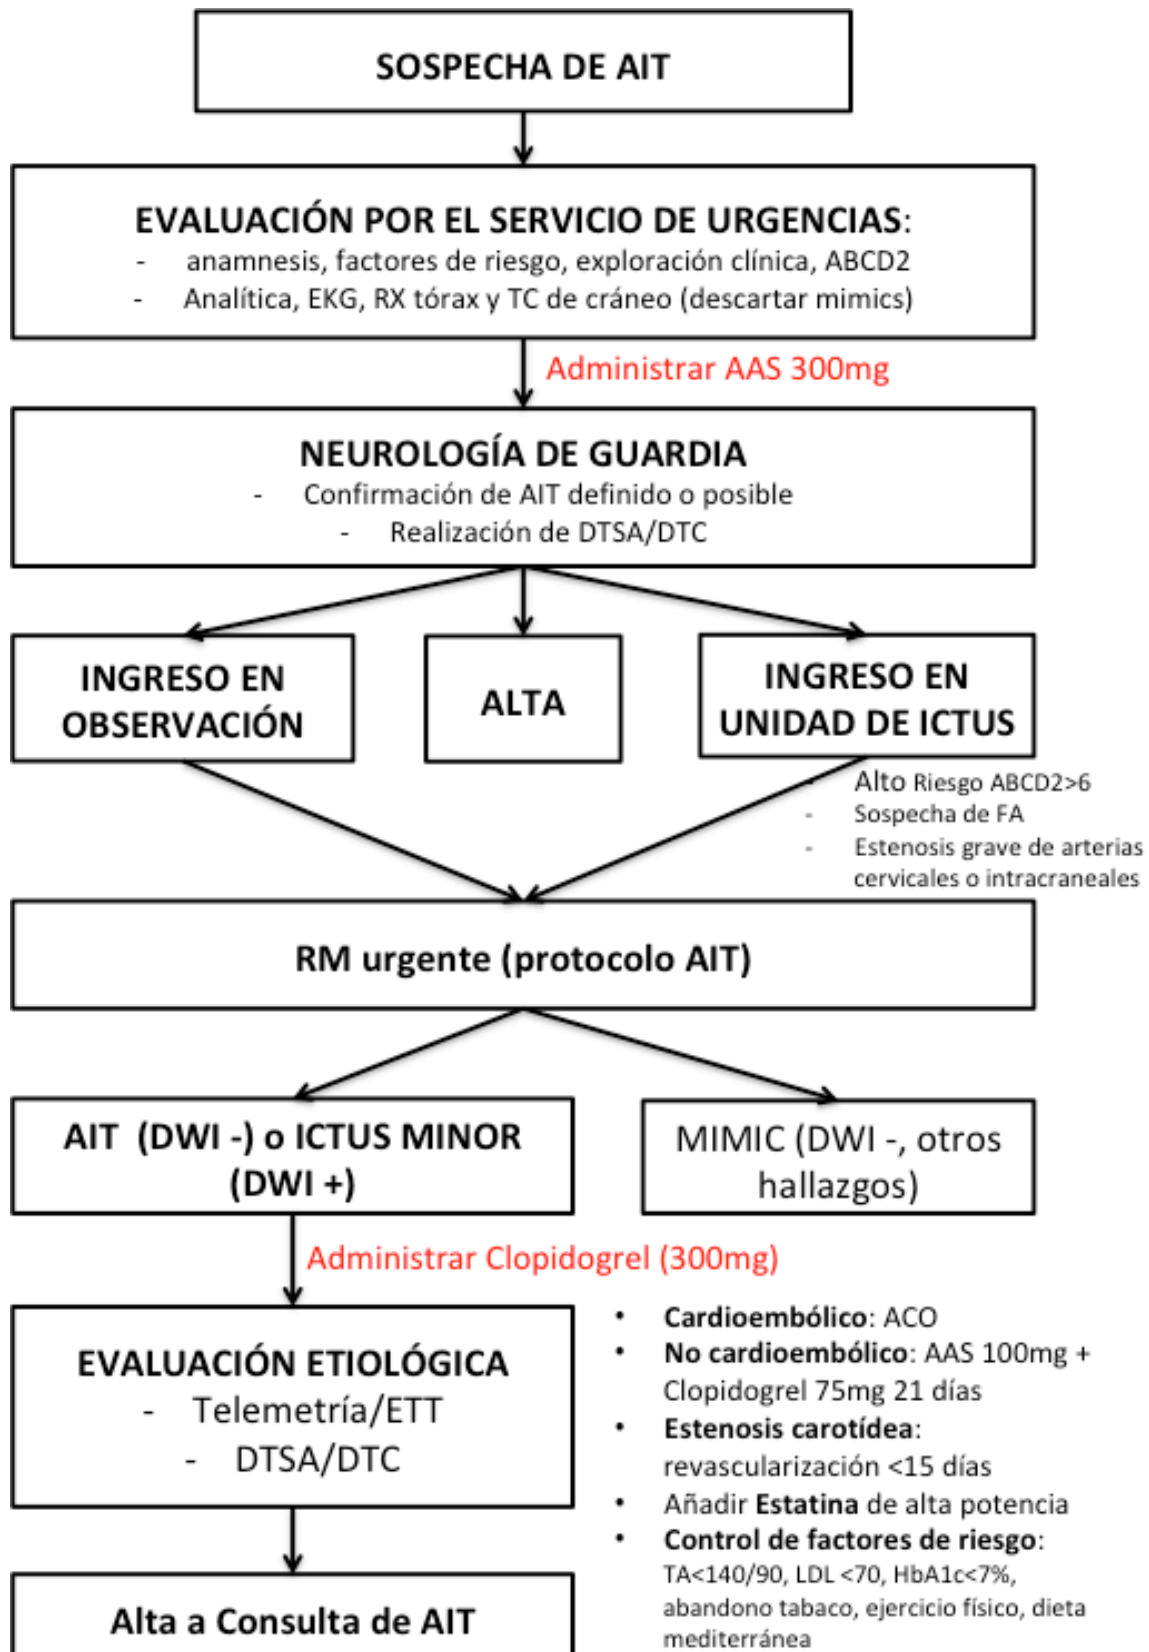 SOSPECHA DE AIT
EVALUACIÓN POR EL SERVICIO DE URGENCIAS:
- anamnesis, factores de riesgo, exploración clínica, ABCD2
- Analítica, EKG, RX tórax y TC de cráneo (descartar mimics)
Administrar AAS 300mg
NEUROLOGÍA DE GUARDIA
- Confirmación de AIT definido o posible
- Realización de DTSA/DTC
INGRESO EN
OBSERVACIÓN
ALTA
INGRESO EN
UNIDAD DE ICTUS
- Alto Riesgo ABCD2>6
- Sospecha de FA
- Estenosis grave de arterias
cervicales o intracraneales
RM urgente (protocolo AIT)
AIT (DWI -) o ICTUS MINOR
(DWI +)
MIMIC (DWI -, otros
hallazgos)
Administrar Clopidogrel (300mg)
EVALUACIÓN ETIOLÓGICA
- Telemetría/ETT
- DTSA/DTC
• Cardioembólico: ACO
• No cardioembólico: AAS 100mg +
Clopidogrel 75mg 21 días
• Estenosis carotídea:
revascularización <15 días
• Añadir Estatina de alta potencia
• Control de factores de riesgo:
TA<140/90, LDL <70, HbA1c<7%,
abandono tabaco, ejercicio físico, dieta
mediterránea
Alta a Consulta de AIT